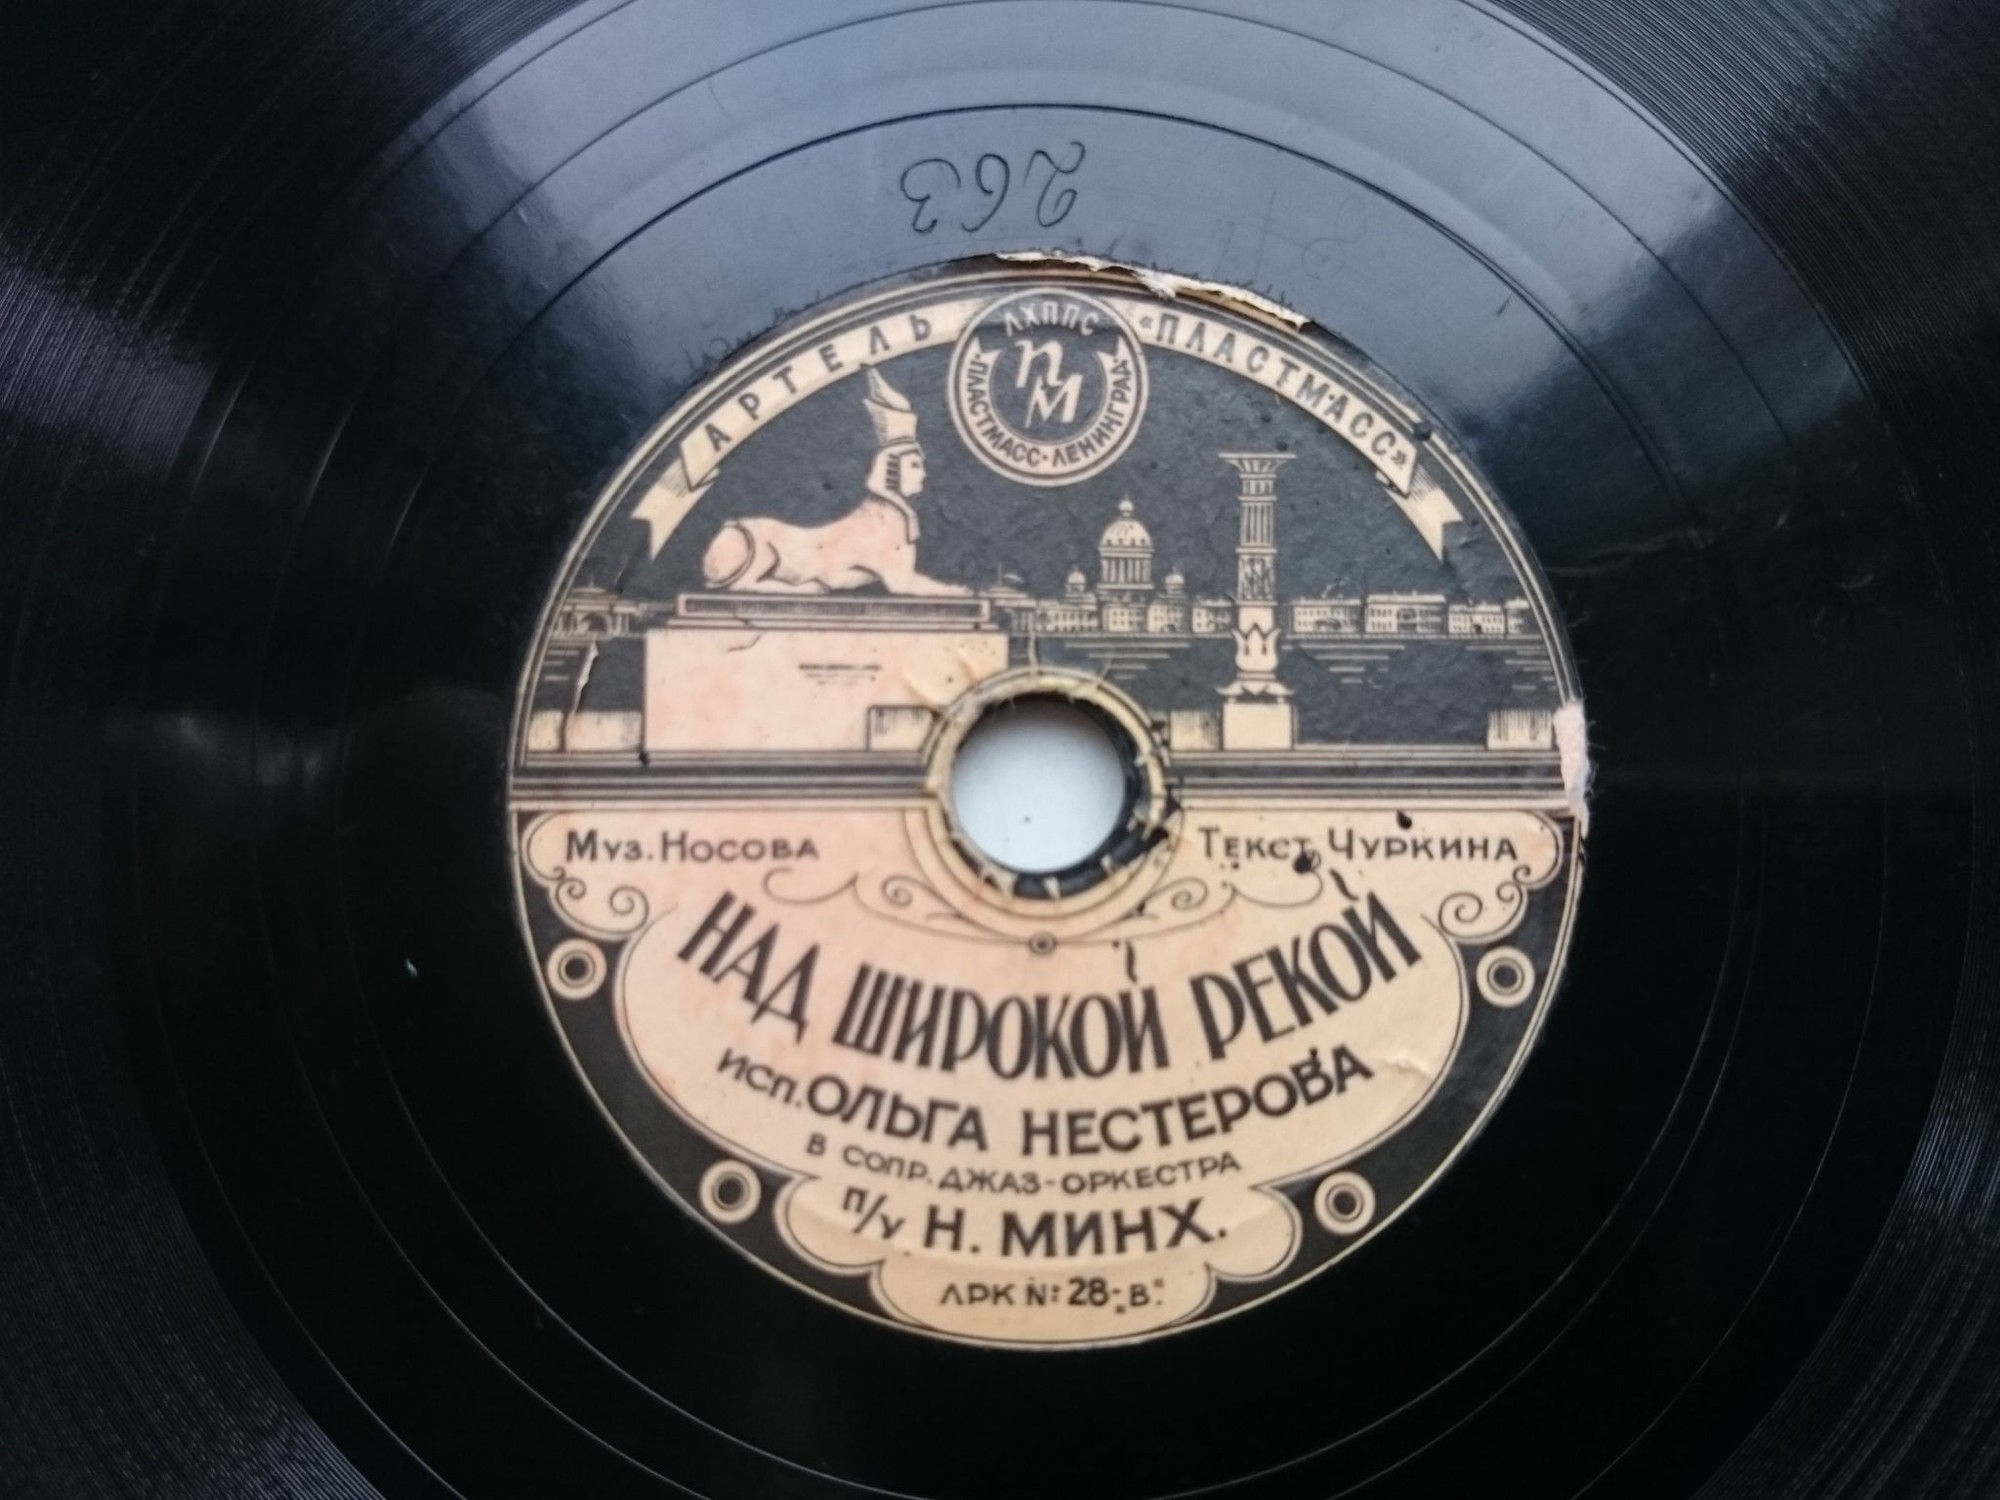 263
АРТЕЛЬ «ПЛАСТМАСС»
ЛХППС
ПМ
ПЛАСТМАСС·ЛЕНИНГРАД
Муз. Носова
Текст Чуркина
НАД ШИРОКОЙ РЕКОЙ
исп. ОЛЬГА НЕСТЕРОВА
В СОПР. ДЖАЗ-ОРКЕСТРА
п/у Н. МИНХ.
ЛРК №: 28-„В"